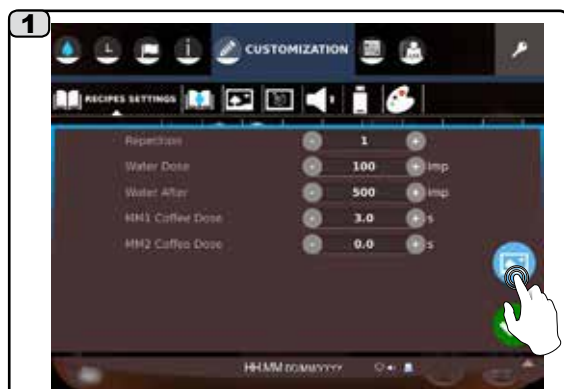 1
CUSTOMIZATION
RECIPES SETTINGS
Repetition 1
Water Dose 100 imp
Water After 500 imp
MM1 Coffee Dose 3.0 s
MM2 Coffee Dose 0.0 s
HH:MM DD/MM/YYYY